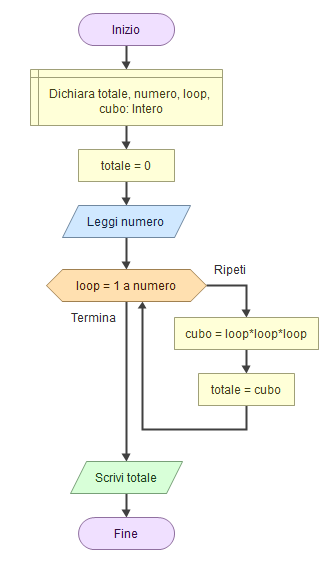 Inizio
Dichiara totale, numero, loop,
cubo: Intero
totale = 0
Leggi numero
loop = 1 a numero
Ripeti
Termina
cubo = loop*loop*loop
totale = cubo
Scrivi totale
Fine